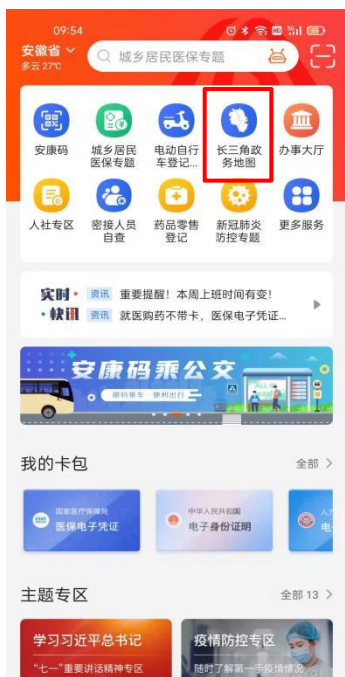 09:54
安徽省
多云 27℃
城乡居民医保专题
安康码
城乡居民
医保专题
电动自行
车登记...
长三角政
务地图
办事大厅
人社专区
密接人员
自查
药品零售
登记
新冠肺炎
防控专题
更多服务
实时
快讯
资讯 重要提醒！本周上班时间有变！
资讯 就医购药不带卡，医保电子凭证...
安康码乘公交
扫码乘车 便利出行
我的卡包
全部 >
国家医疗保障局
医保电子凭证
中华人民共和国
电子身份证明
电
主题专区
全部 13 >
学习习近平总书记
“七一”重要讲话精神专区
疫情防控专区
随时了解第一手疫情情况